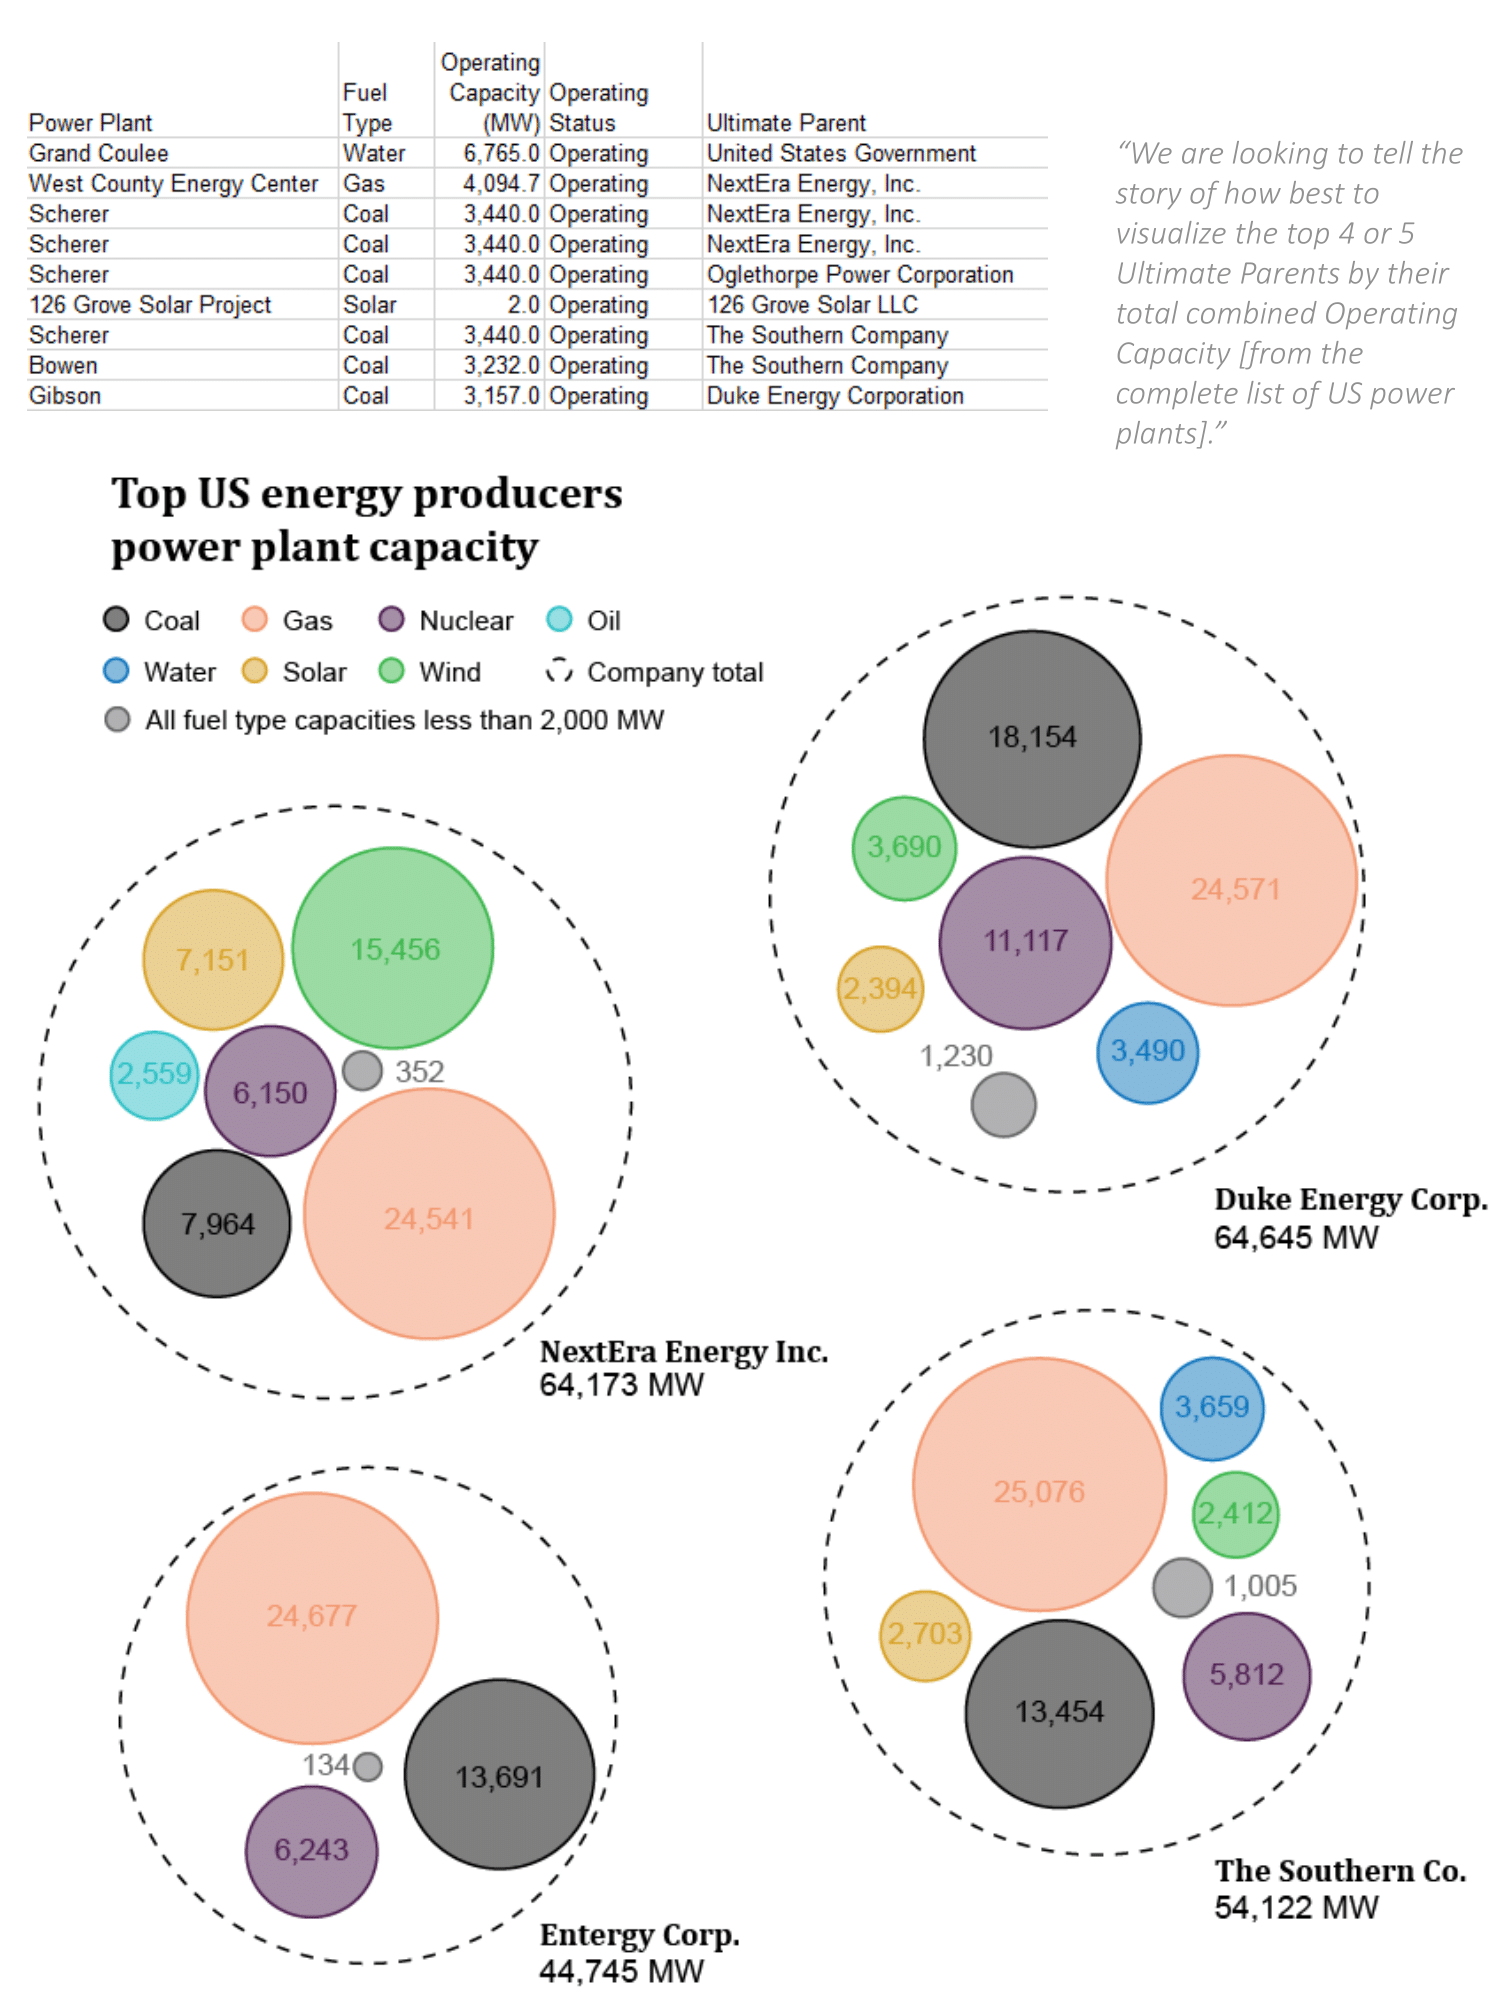 Operating
Fuel Capacity Operating
Power Plant Type (MW) Status Ultimate Parent
Grand Coulee Water 6,765.0 Operating United States Government
West County Energy Center Gas 4,094.7 Operating NextEra Energy, Inc.
Scherer Coal 3,440.0 Operating NextEra Energy, Inc.
Scherer Coal 3,440.0 Operating NextEra Energy, Inc.
Scherer Coal 3,440.0 Operating Oglethorpe Power Corporation
126 Grove Solar Project Solar 2.0 Operating 126 Grove Solar LLC
Scherer Coal 3,440.0 Operating The Southern Company
Bowen Coal 3,232.0 Operating The Southern Company
Gibson Coal 3,157.0 Operating Duke Energy Corporation
“We are looking to tell the
story of how best to
visualize the top 4 or 5
Ultimate Parents by their
total combined Operating
Capacity [from the
complete list of US power
plants].”
Top US energy producers
power plant capacity
Coal Gas Nuclear Oil
Water Solar Wind Company total
All fuel type capacities less than 2,000 MW
18,154
3,690
24,571
11,117
2,394
3,490
1,230
Duke Energy Corp.
64,645 MW
15,456
7,151
2,559
352
6,150
7,964
24,541
NextEra Energy Inc.
64,173 MW
3,659
25,076
2,412
1,005
2,703
5,812
13,454
The Southern Co.
54,122 MW
24,677
134
13,691
6,243
Entergy Corp.
44,745 MW